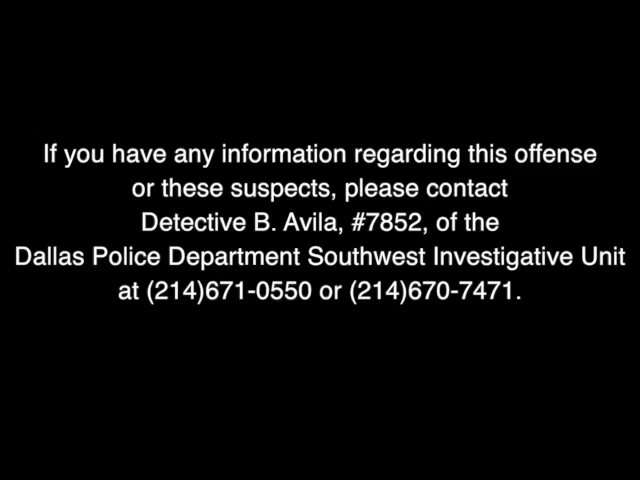 If you have any information regarding this offense
or these suspects, please contact
Detective B. Avila, #7852, of the
Dallas Police Department Southwest Investigative Unit
at (214)671-0550 or (214)670-7471.